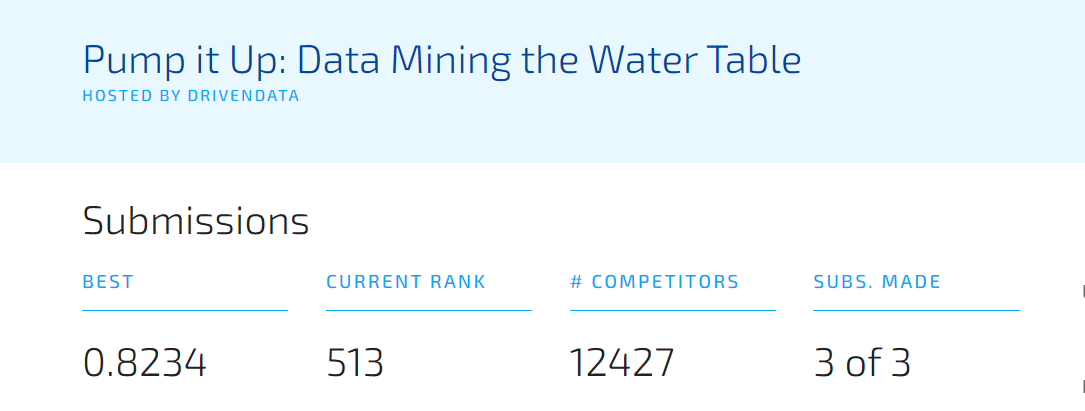 Pump it Up: Data Mining the Water Table
HOSTED BY DRIVENDATA
Submissions
BEST CURRENT RANK # COMPETITORS SUBS. MADE
0.8234 513 12427 3 of 3